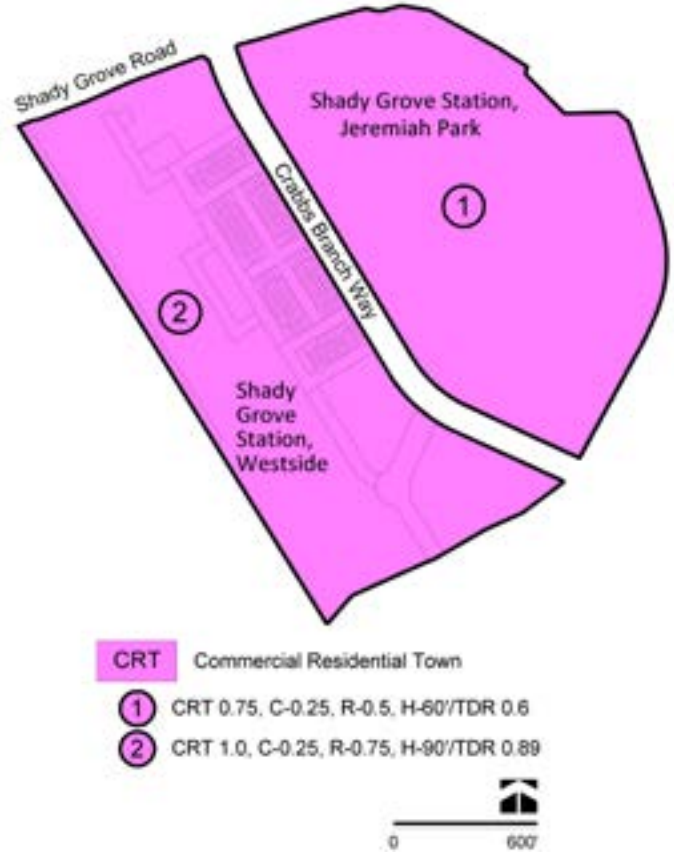 Shady Grove Road
Shady Grove Station,
Jeremiah Park
1
Crabbs Branch Way
2
Shady
Grove
Station,
Westside
CRT Commercial Residential Town
1 CRT 0.75, C-0.25, R-0.5, H-60'/TDR 0.6
2 CRT 1.0, C-0.25, R-0.75, H-90'/TDR 0.89
0 600'